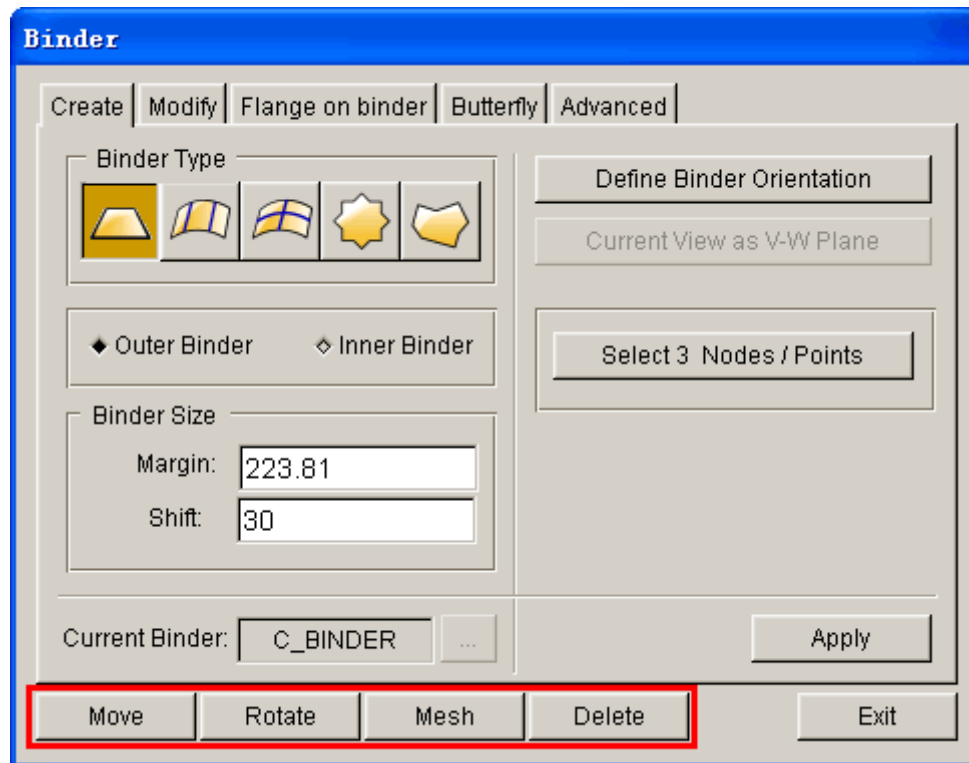 Binder
Create Modify Flange on binder Butterfly Advanced
Binder Type
Define Binder Orientation
Current View as V-W Plane
Outer Binder Inner Binder
Select 3 Nodes / Points
Binder Size
Margin: 223.81
Shift: 30
Current Binder: C_BINDER ... Apply
Move Rotate Mesh Delete Exit